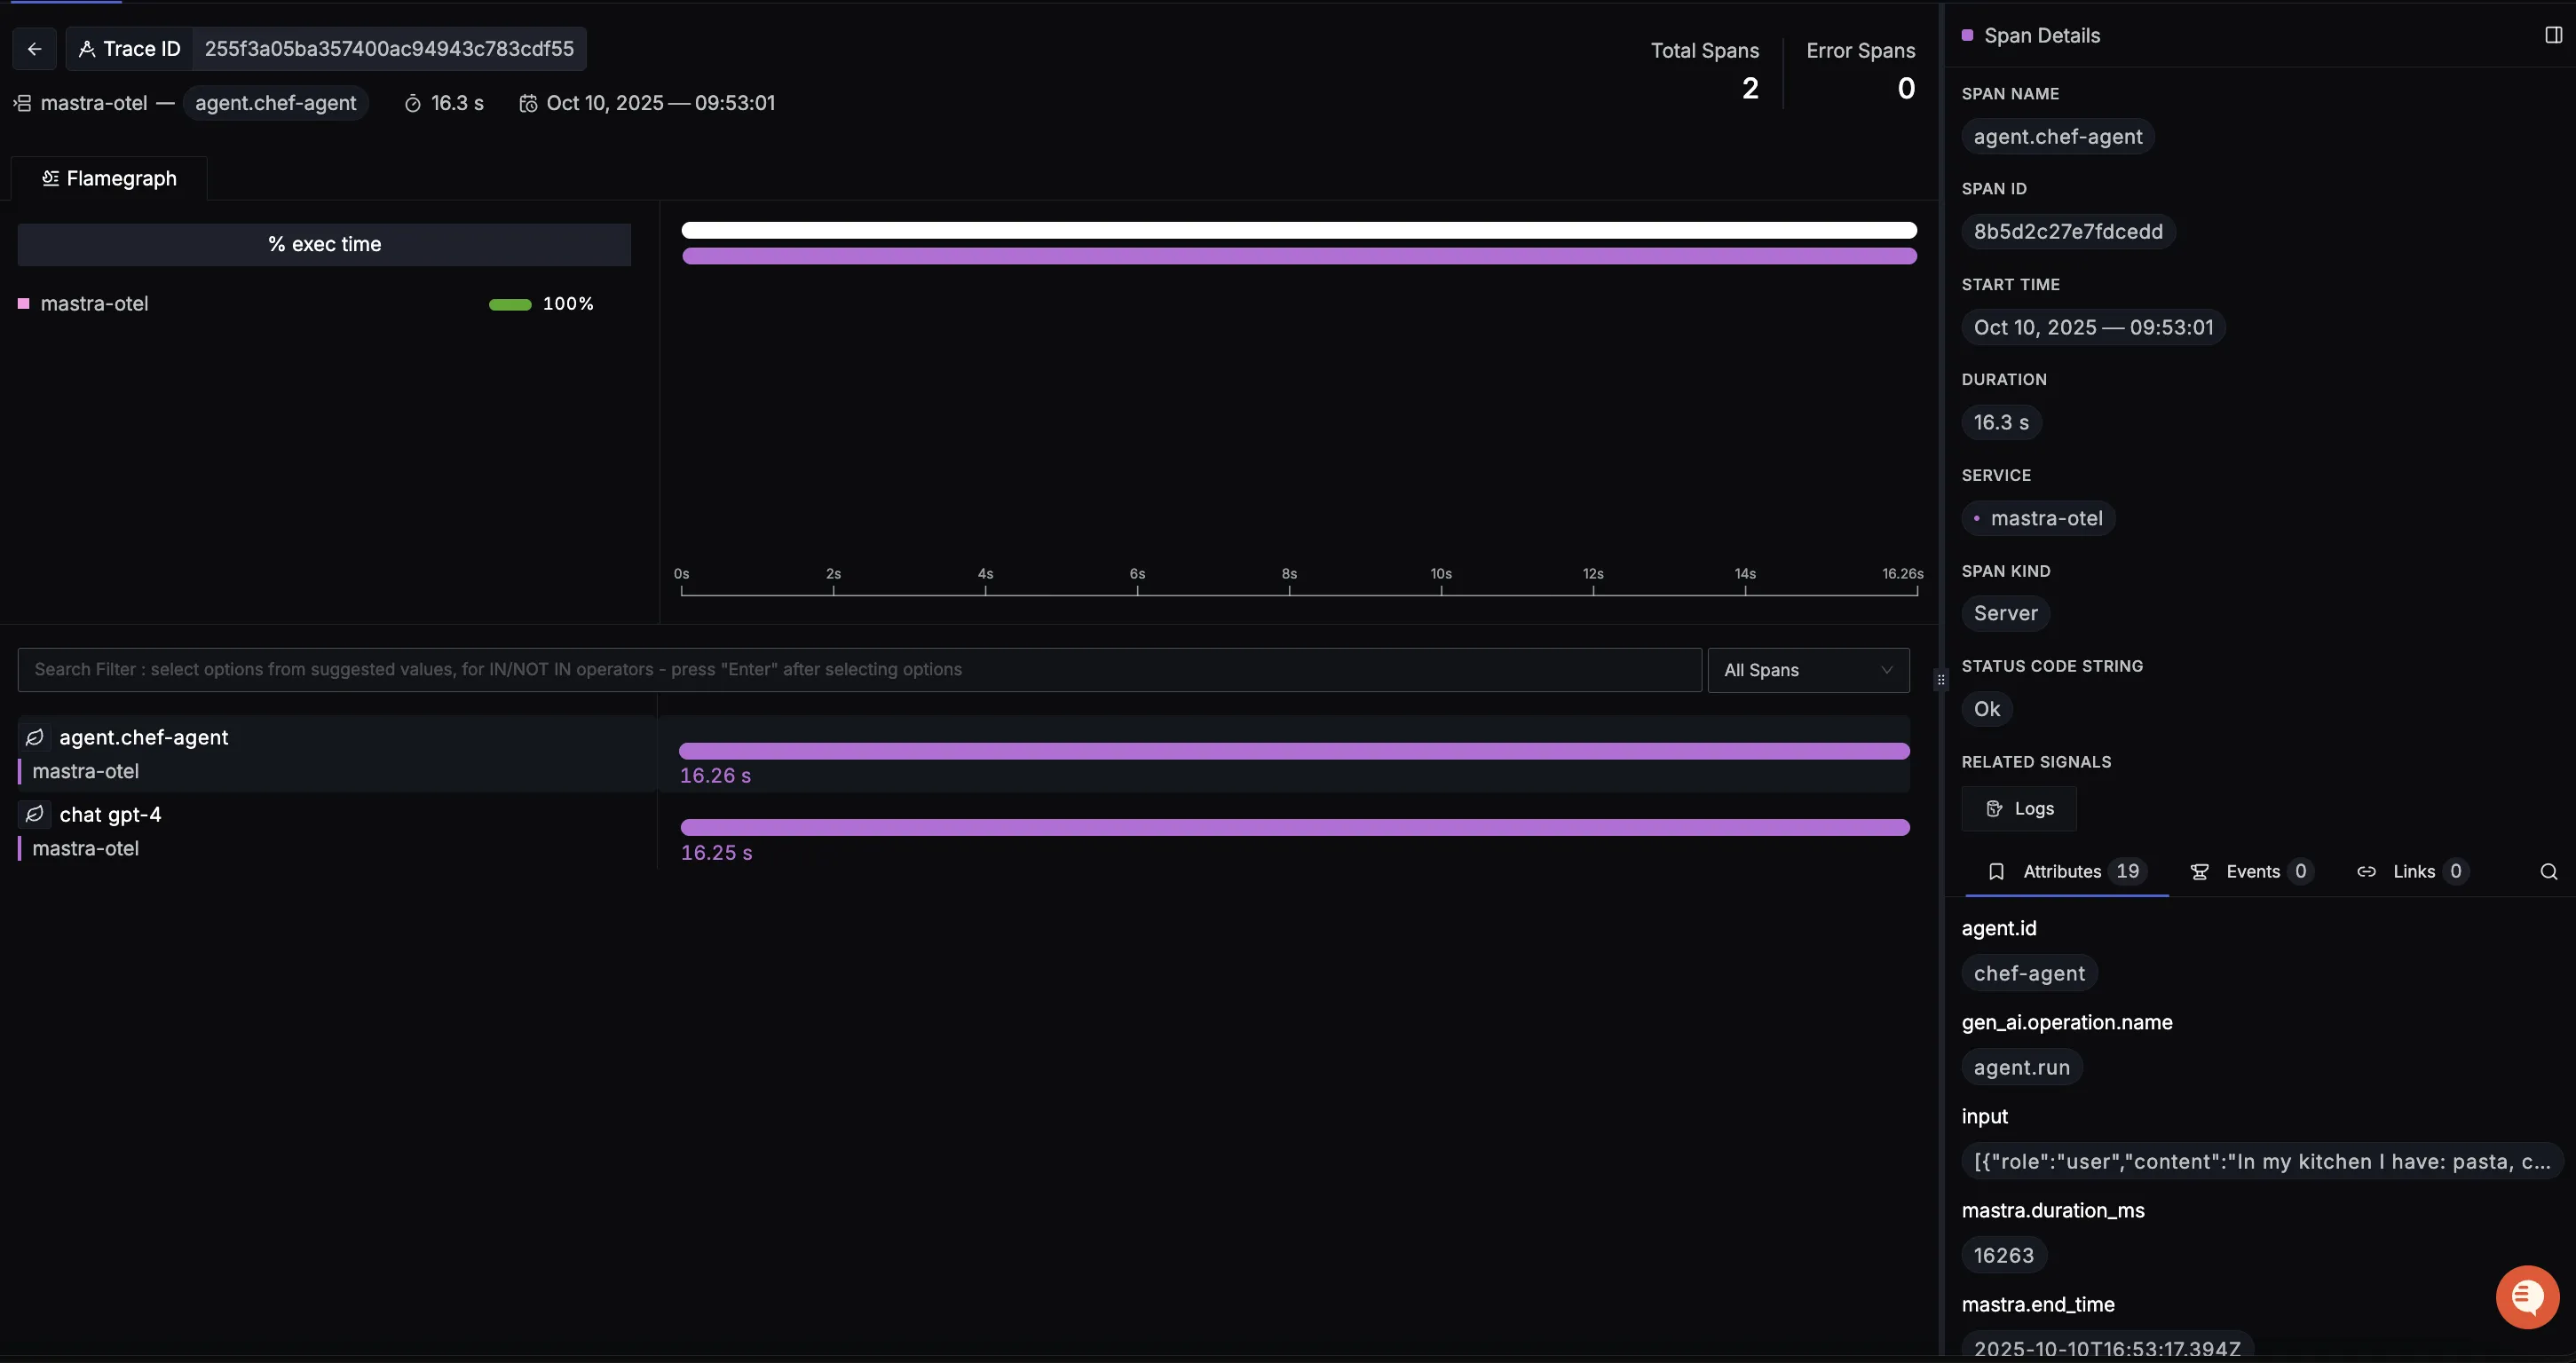 Trace ID 255f3a05ba357400ac94943c783cdf55
mastra-otel — agent.chef-agent 16.3 s Oct 10, 2025 — 09:53:01
Total Spans
2
Error Spans
0
Flamegraph
% exec time
mastra-otel 100%
0s 2s 4s 6s 8s 10s 12s 14s 16.26s
Search Filter : select options from suggested values, for IN/NOT IN operators - press "Enter" after selecting options
All Spans
agent.chef-agent
mastra-otel
16.26 s
chat gpt-4
mastra-otel
16.25 s
Span Details
SPAN NAME
agent.chef-agent
SPAN ID
8b5d2c27e7fdcedd
START TIME
Oct 10, 2025 — 09:53:01
DURATION
16.3 s
SERVICE
mastra-otel
SPAN KIND
Server
STATUS CODE STRING
Ok
RELATED SIGNALS
Logs
Attributes 19 Events 0 Links 0
agent.id
chef-agent
gen_ai.operation.name
agent.run
input
[{"role":"user","content":"In my kitchen I have: pasta, c...
mastra.duration_ms
16263
mastra.end_time
2025-10-10T16:53:17.394Z